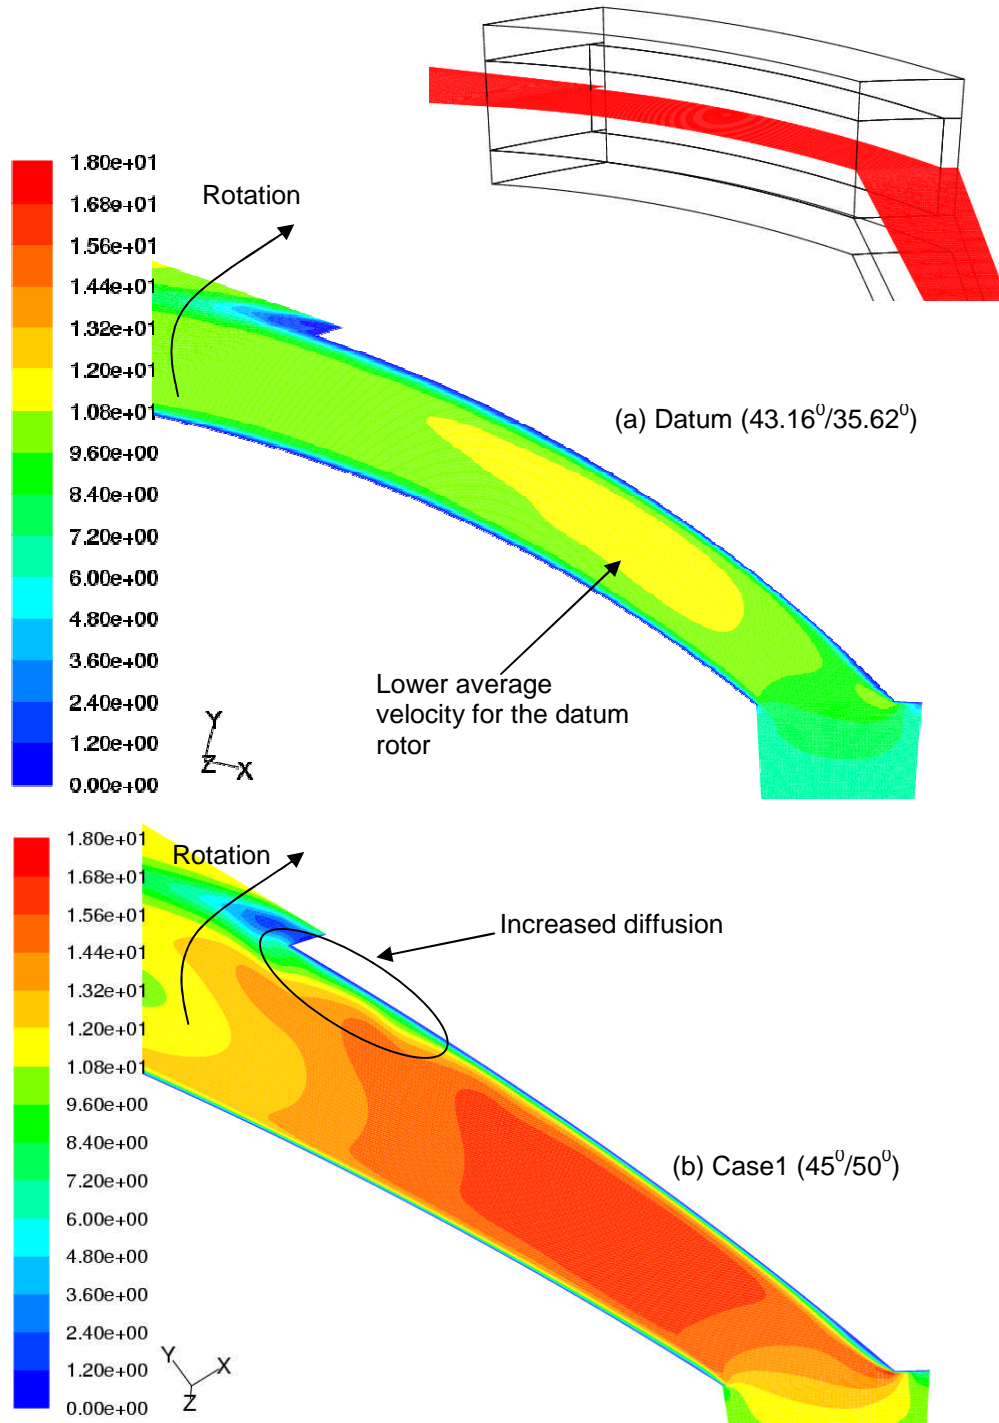 1.80e+01
1.68e+01
1.56e+01
1.44e+01
1.32e+01
1.20e+01
1.08e+01
9.60e+00
8.40e+00
7.20e+00
6.00e+00
4.80e+00
3.60e+00
2.40e+00
1.20e+00
0.00e+00
Rotation
(a) Datum (43.16⁰/35.62⁰)
Lower average
velocity for the datum
rotor
Y
Z
X
1.80e+01
1.68e+01
1.56e+01
1.44e+01
1.32e+01
1.20e+01
1.08e+01
9.60e+00
8.40e+00
7.20e+00
6.00e+00
4.80e+00
3.60e+00
2.40e+00
1.20e+00
0.00e+00
Rotation
Increased diffusion
(b) Case1 (45⁰/50⁰)
Y
X
Z